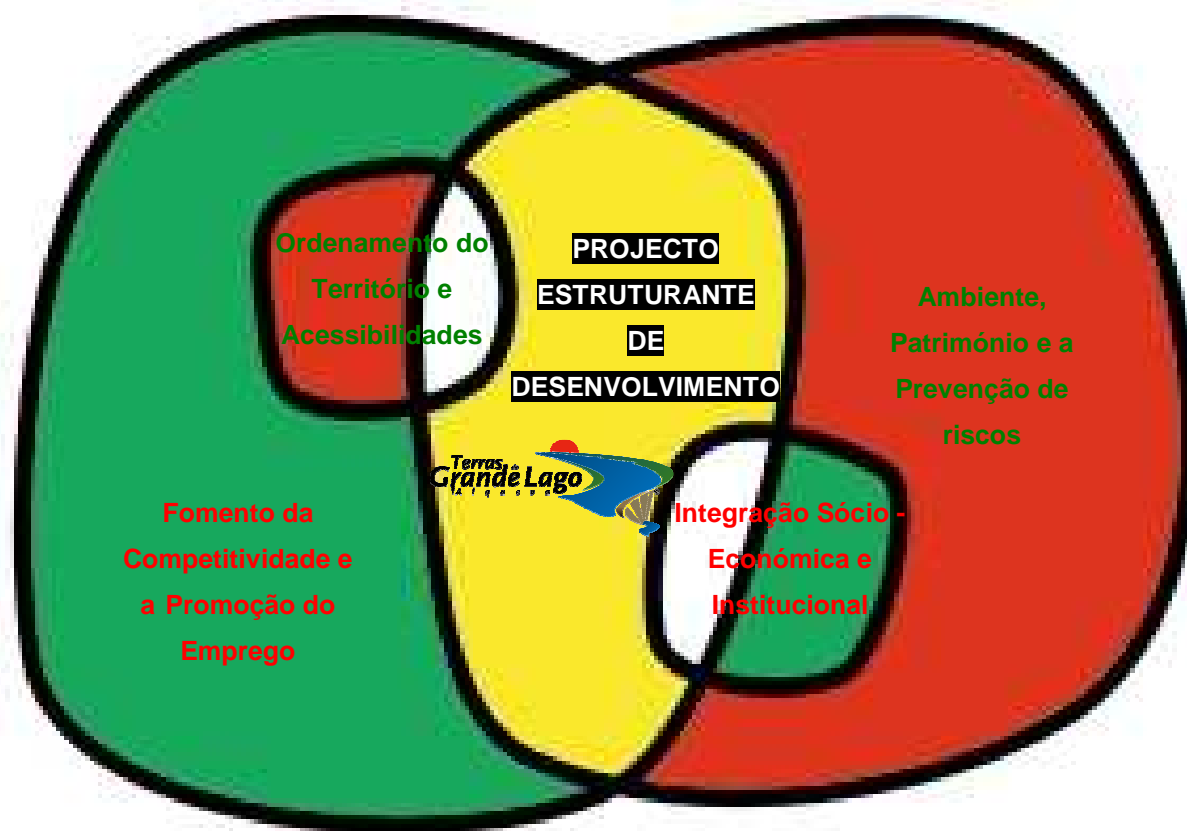 Ordenamento do
Território e
Acessibilidades
PROJECTO
ESTRUTURANTE
DE
DESENVOLVIMENTO
Ambiente,
Património e a
Prevenção de
riscos
Terras
Grande Lago
Alqueva
Fomento da
Competitividade e
a Promoção do
Emprego
Integração Sócio -
Económica e
Institucional